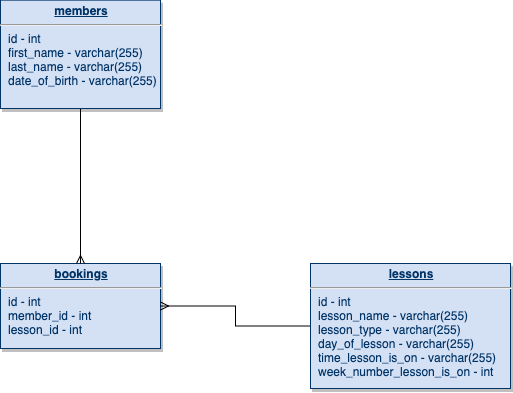 members
id - int
first_name - varchar(255)
last_name - varchar(255)
date_of_birth - varchar(255)
bookings
id - int
member_id - int
lesson_id - int
lessons
id - int
lesson_name - varchar(255)
lesson_type - varchar(255)
day_of_lesson - varchar(255)
time_lesson_is_on - varchar(255)
week_number_lesson_is_on - int